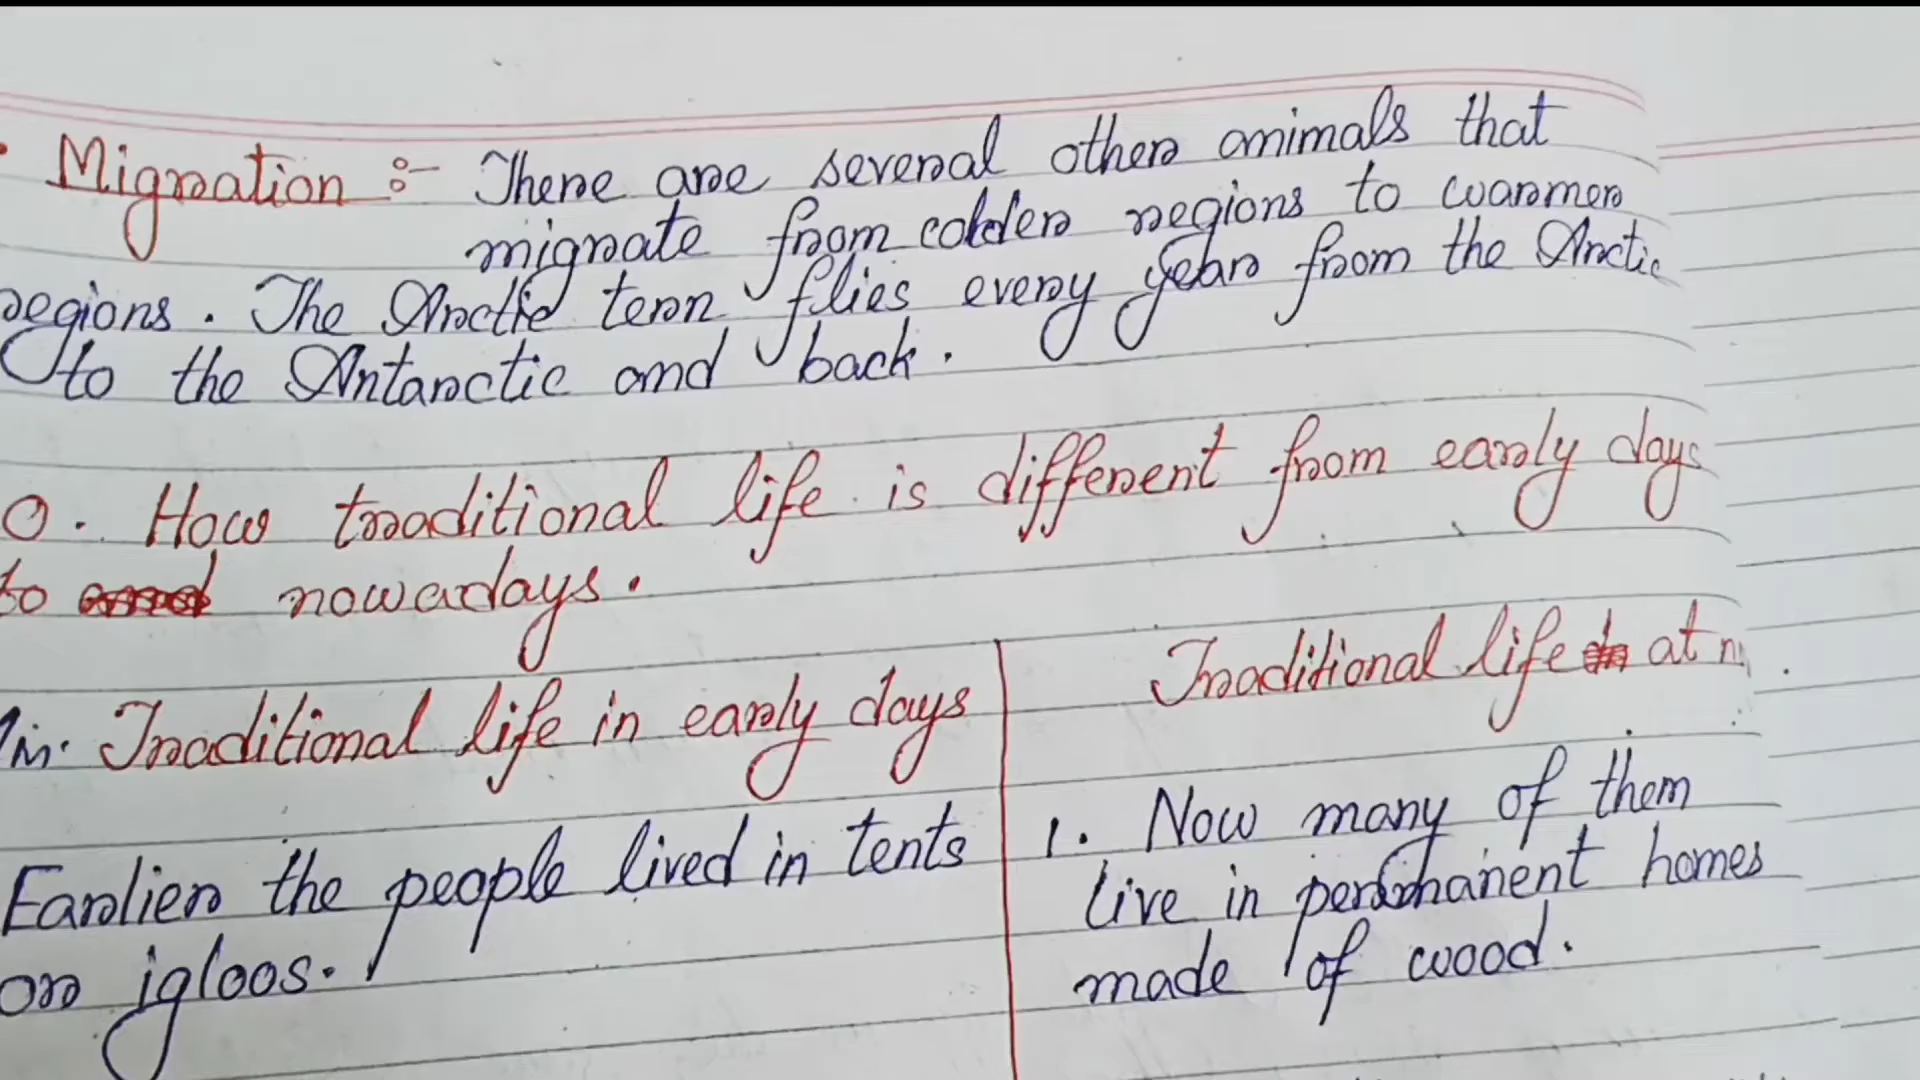 Migration :- There are several other animals that
migrate from colder regions to warmer
regions. The Arctic tern flies every year from the Arctic
to the Antarctic and back.
Q. How traditional life is different from early days
to nowadays.
Traditional life in early days
Traditional life at
Earlier the people lived in tents
or igloos.
1. Now many of them
live in permanent homes
made of wood.